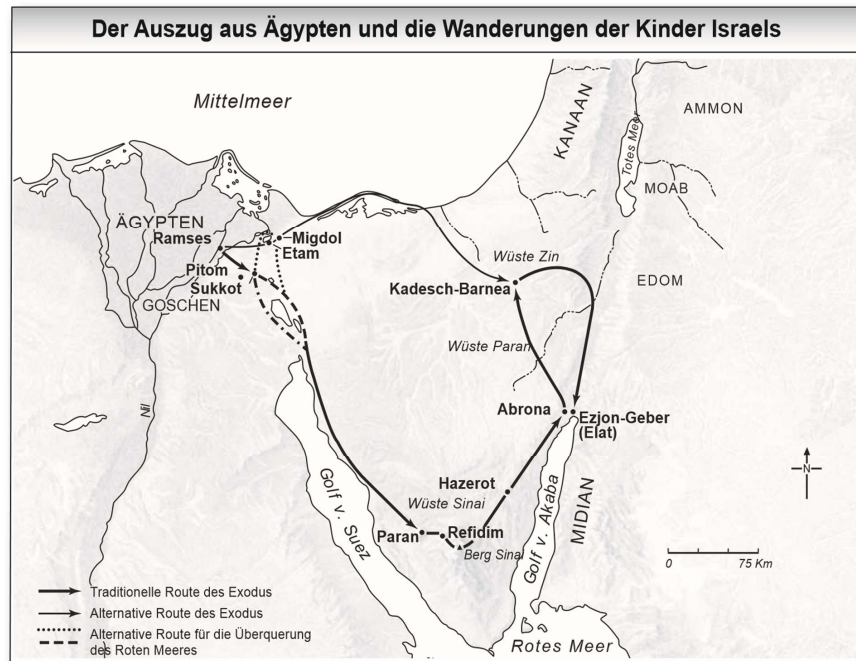 Der Auszug aus Ägypten und die Wanderungen der Kinder Israels
Mittelmeer
KANAAN
AMMON
Totes Meer
MOAB
ÄGYPTEN
Ramses
Migdol
Etam
Pitom
Sukkot
GOSCHEN
Wüste Zin
Kadesch-Barnea
EDOM
Wüste Paran
Nil
Abrona
Ezjon-Geber
(Elat)
N
Hazerot
Wüste Sinai
Golf v. Suez
Golf v. Akaba
MIDIAN
Paran
Refidim
Berg Sinai
0 75 Km
Traditionelle Route des Exodus
Alternative Route des Exodus
Alternative Route für die Überquerung
des Roten Meeres
Rotes Meer